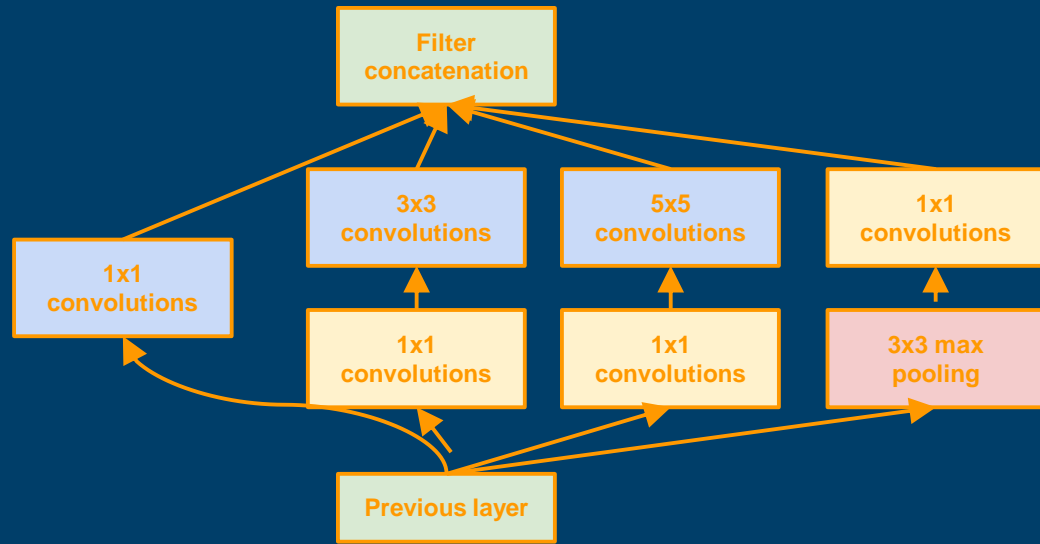 Filter
concatenation
3x3
convolutions
5x5
convolutions
1x1
convolutions
1x1
convolutions
1x1
convolutions
1x1
convolutions
3x3 max
pooling
Previous layer